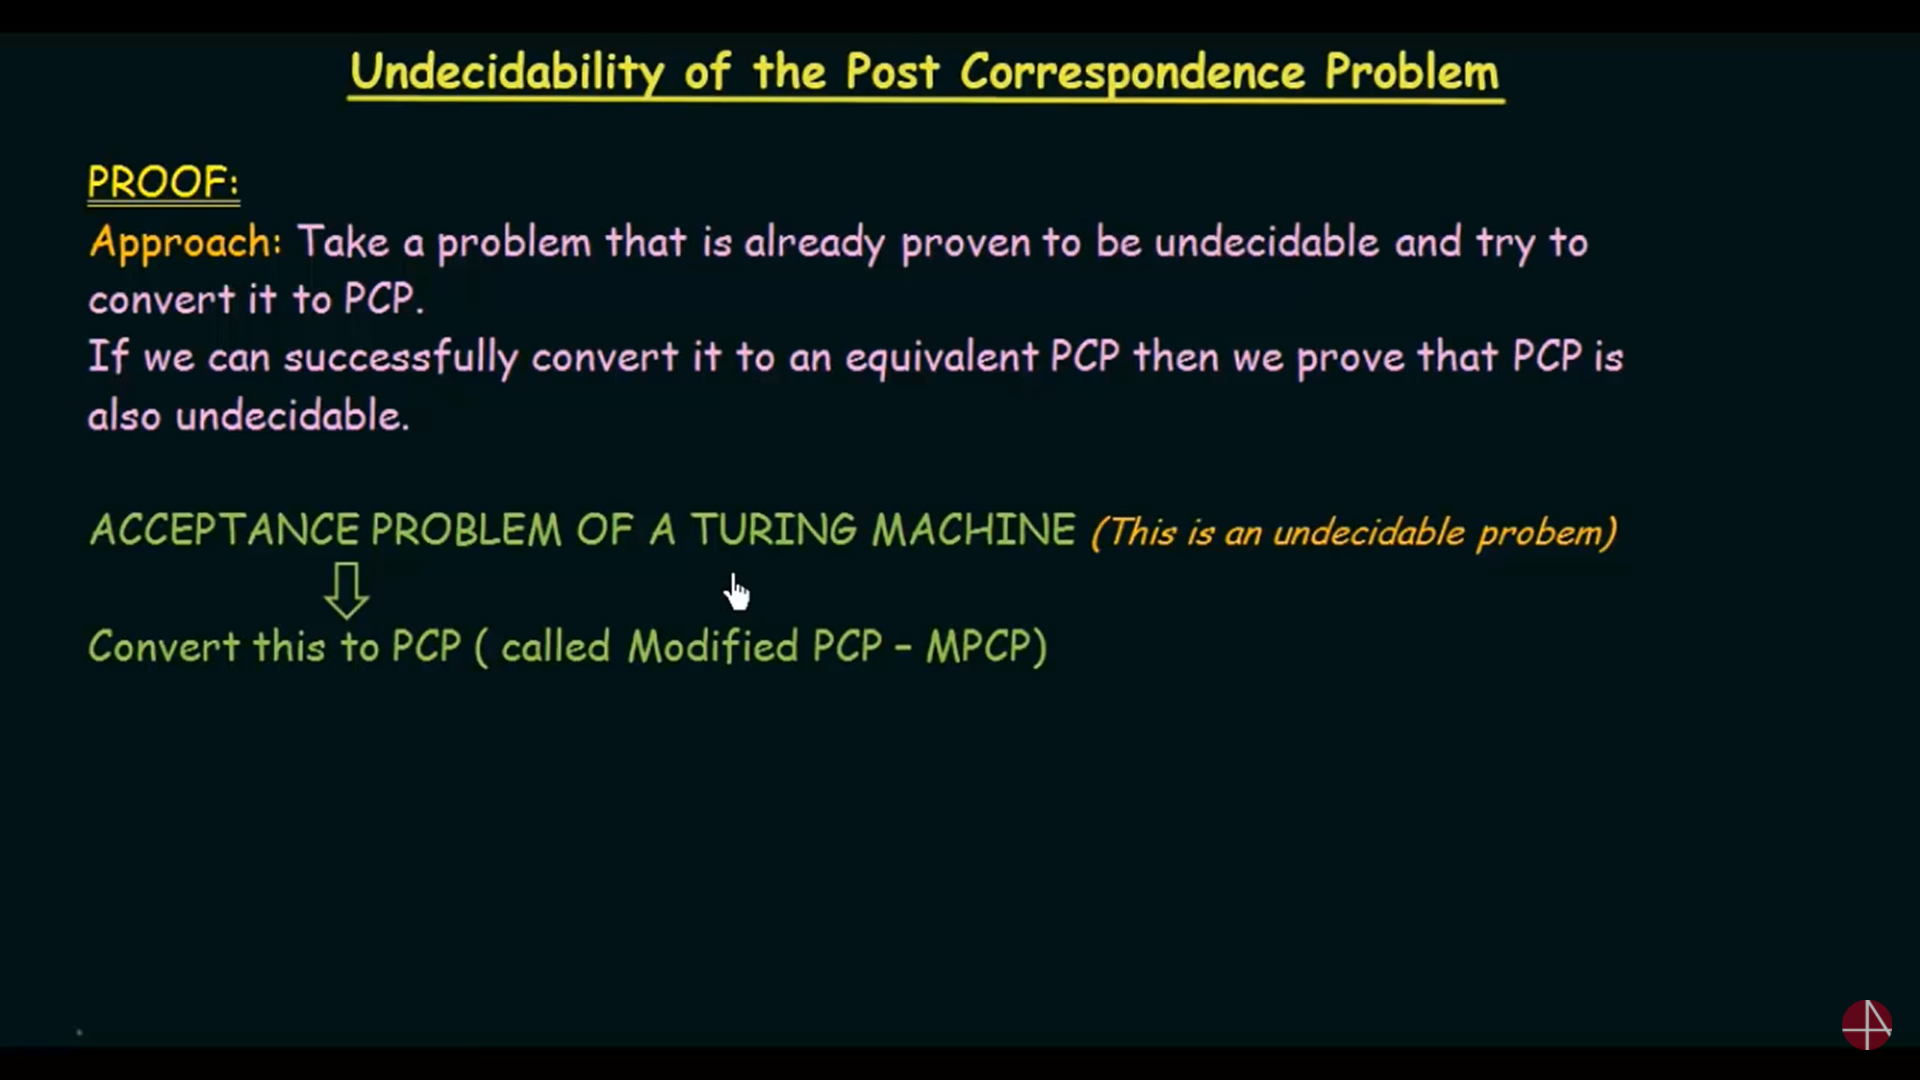 Undecidability of the Post Correspondence Problem
PROOF:
Approach: Take a problem that is already proven to be undecidable and try to
convert it to PCP.
If we can successfully convert it to an equivalent PCP then we prove that PCP is
also undecidable.
ACCEPTANCE PROBLEM OF A TURING MACHINE (This is an undecidable probem)
Convert this to PCP ( called Modified PCP – MPCP)